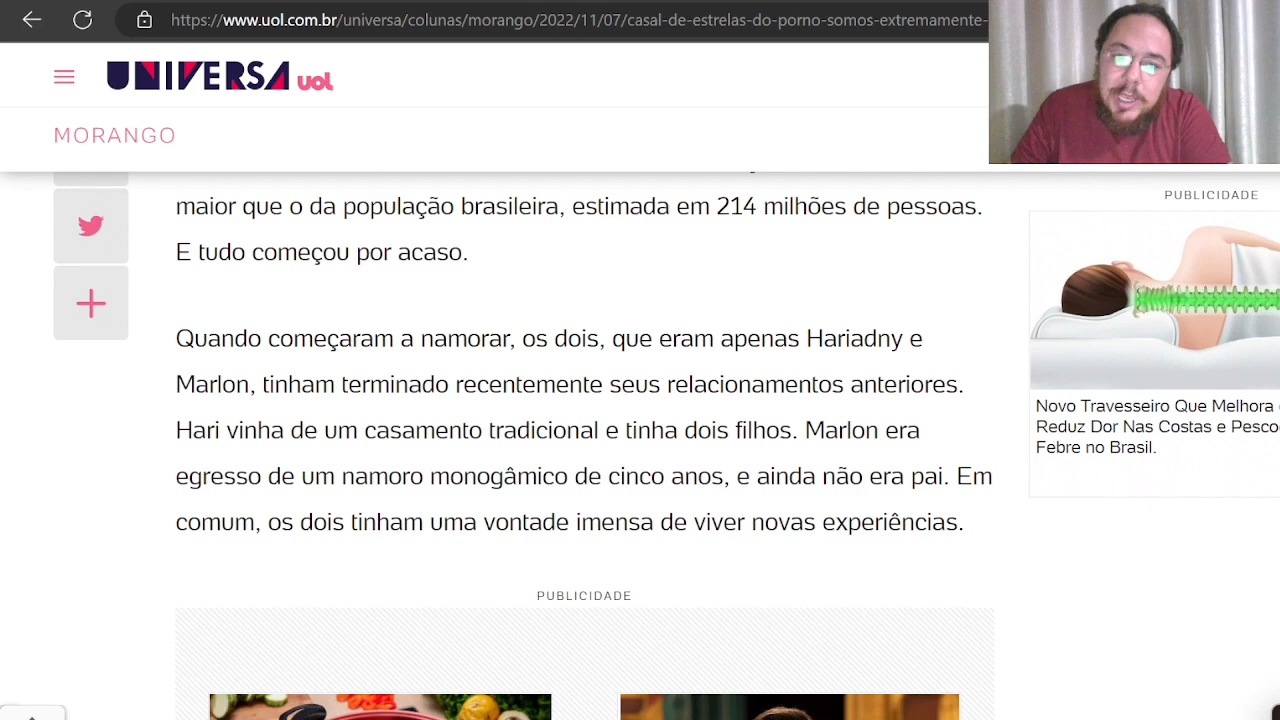 https://www.uol.com.br/universa/colunas/morango/2022/11/07/casal-de-estrelas-do-porno-somos-extremamente-
UNIVERSA uol
MORANGO
maior que o da população brasileira, estimada em 214 milhões de pessoas.
E tudo começou por acaso.
Quando começaram a namorar, os dois, que eram apenas Hariadny e
Marlon, tinham terminado recentemente seus relacionamentos anteriores.
Hari vinha de um casamento tradicional e tinha dois filhos. Marlon era
egresso de um namoro monogâmico de cinco anos, e ainda não era pai. Em
comum, os dois tinham uma vontade imensa de viver novas experiências.
PUBLICIDADE
PUBLICIDADE
Novo Travesseiro Que Melhora
Reduz Dor Nas Costas e Pesco
Febre no Brasil.